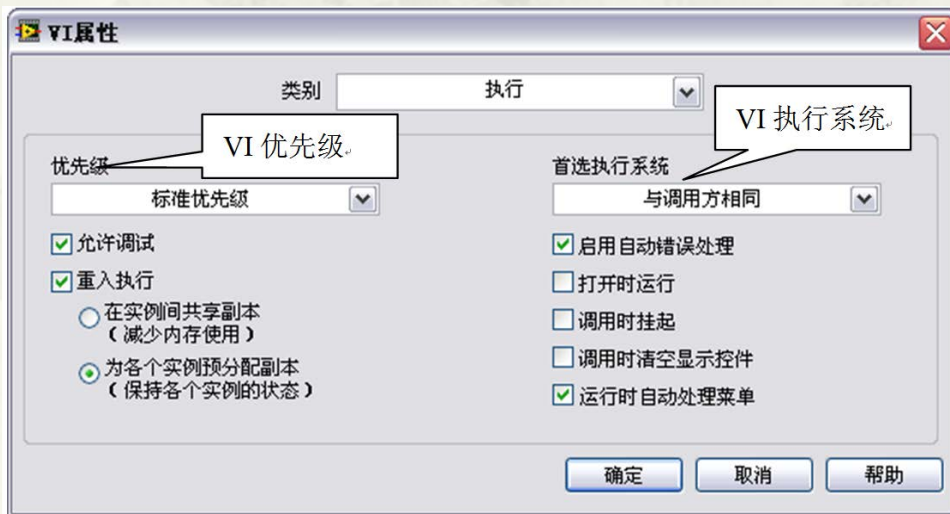 VI属性
类别
执行
VI 优先级
VI 执行系统
优先级
标准优先级
允许调试
重入执行
在实例间共享副本
（减少内存使用）
为各个实例预分配副本
（保持各个实例的状态）
首选执行系统
与调用方相同
启用自动错误处理
打开时运行
调用时挂起
调用时清空显示控件
运行时自动处理菜单
确定
取消
帮助